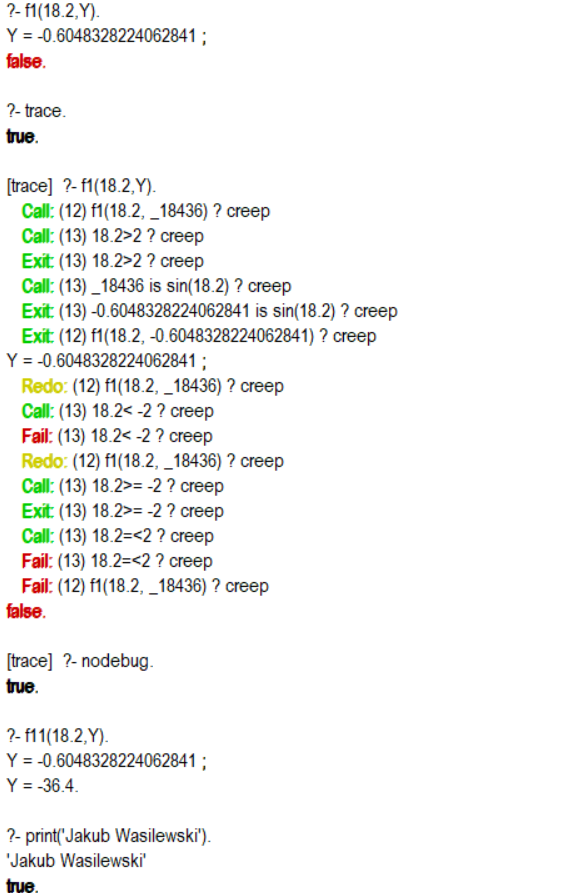 ?- f1(18.2,Y).
Y = -0.6048328224062841 ;
false.
?- trace.
true.
[trace]  ?- f1(18.2,Y).
Call: (12) f1(18.2, _18436) ? creep
Call: (13) 18.2>2 ? creep
Exit: (13) 18.2>2 ? creep
Call: (13) _18436 is sin(18.2) ? creep
Exit: (13) -0.6048328224062841 is sin(18.2) ? creep
Exit: (12) f1(18.2, -0.6048328224062841) ? creep
Y = -0.6048328224062841 ;
Redo: (12) f1(18.2, _18436) ? creep
Call: (13) 18.2< -2 ? creep
Fail: (13) 18.2< -2 ? creep
Redo: (12) f1(18.2, _18436) ? creep
Call: (13) 18.2>= -2 ? creep
Exit: (13) 18.2>= -2 ? creep
Call: (13) 18.2=<2 ? creep
Fail: (13) 18.2=<2 ? creep
Fail: (12) f1(18.2, _18436) ? creep
false.
[trace]  ?- nodebug.
true.
?- f11(18.2,Y).
Y = -0.6048328224062841 ;
Y = -36.4.
?- print('Jakub Wasilewski').
'Jakub Wasilewski'
true.